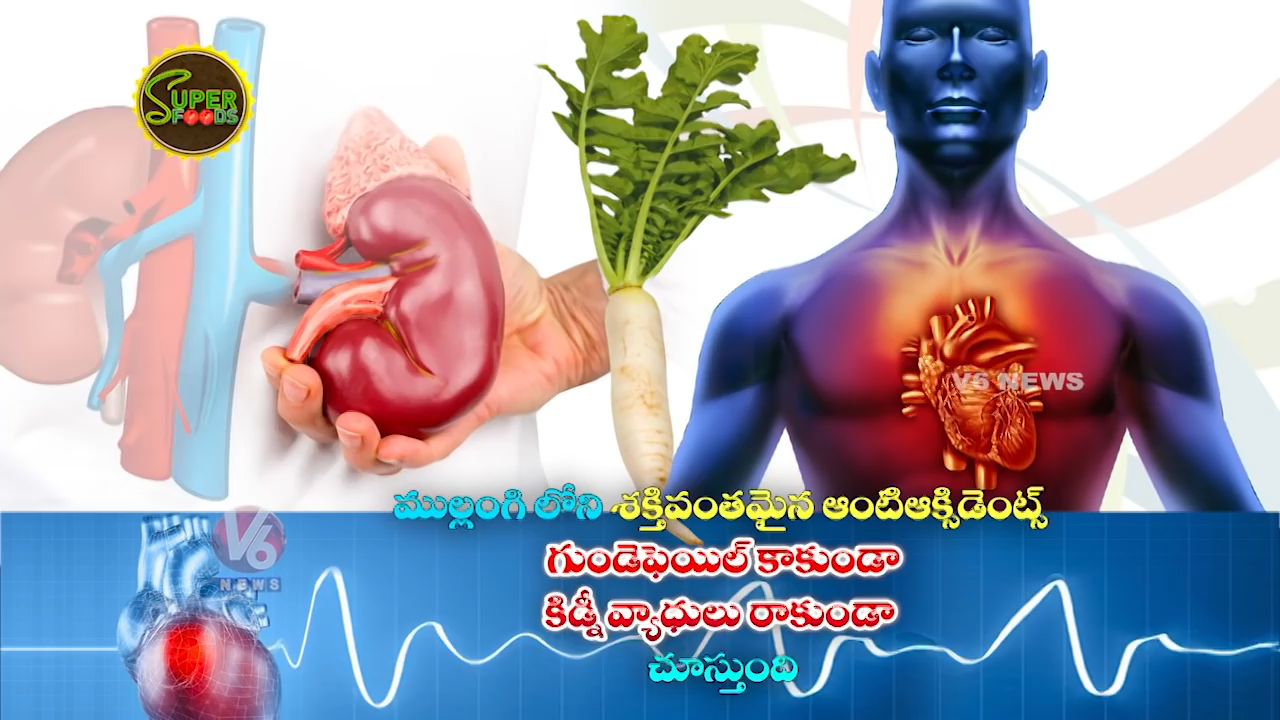 SUPER
FOODS
V6 NEWS
ముల్లంగి లోని శక్తివంతమైన ఆంటిఆక్సిడెంట్స్
గుండెఫెయిల్ కాకుండా
కిడ్నీ వ్యాధులు రాకుండా
చూస్తుంది
V6
NEWS